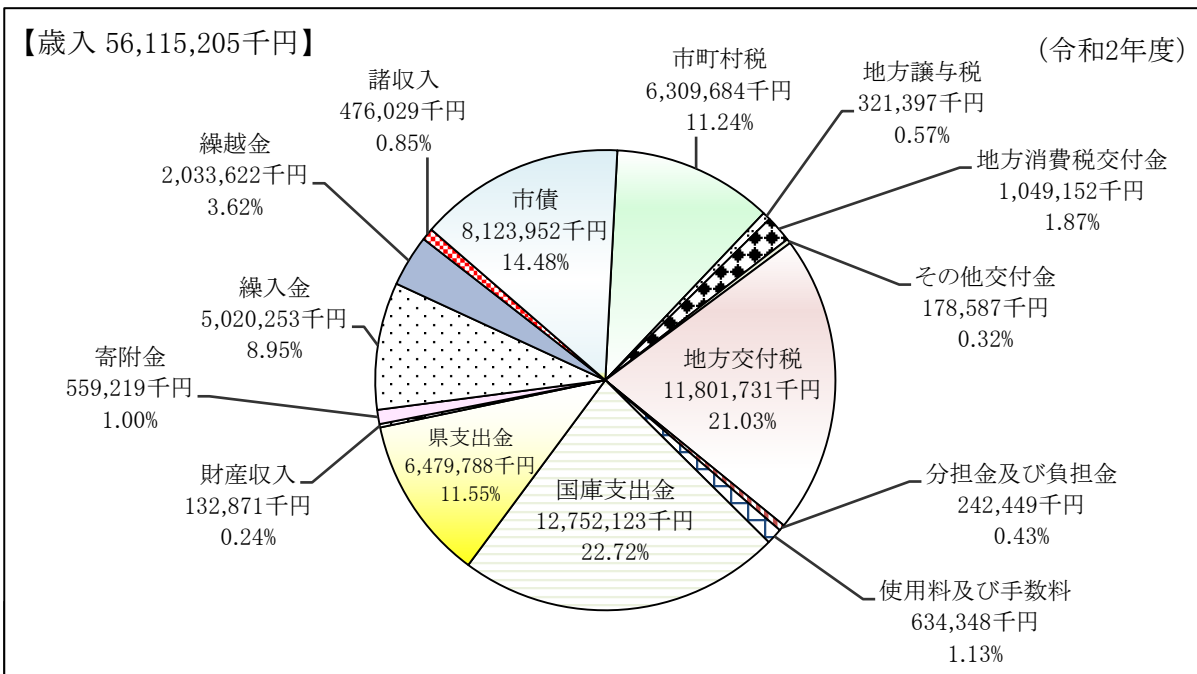 【歳入 56,115,205千円】
(令和2年度)
市町村税
6,309,684千円
11.24%
地方譲与税
321,397千円
0.57%
地方消費税交付金
1,049,152千円
1.87%
その他交付金
178,587千円
0.32%
地方交付税
11,801,731千円
21.03%
分担金及び負担金
242,449千円
0.43%
使用料及び手数料
634,348千円
1.13%
国庫支出金
12,752,123千円
22.72%
県支出金
6,479,788千円
11.55%
財産収入
132,871千円
0.24%
寄附金
559,219千円
1.00%
繰入金
5,020,253千円
8.95%
繰越金
2,033,622千円
3.62%
諸収入
476,029千円
0.85%
市債
8,123,952千円
14.48%